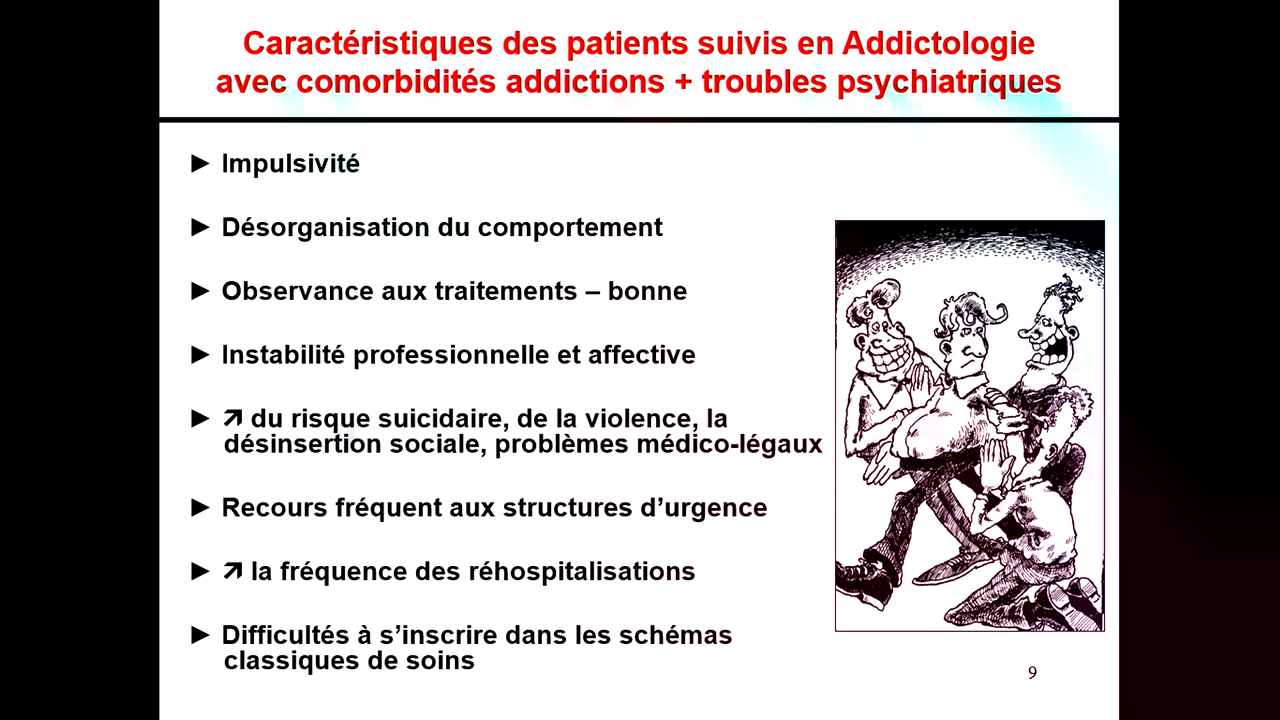 Caractéristiques des patients suivis en Addictologie
avec comorbidités addictions + troubles psychiatriques
► Impulsivité
► Désorganisation du comportement
► Observance aux traitements – bonne
► Instabilité professionnelle et affective
► ↗ du risque suicidaire, de la violence, la
désinsertion sociale, problèmes médico-légaux
► Recours fréquent aux structures d’urgence
► ↗ la fréquence des réhospitalisations
► Difficultés à s’inscrire dans les schémas
classiques de soins
9